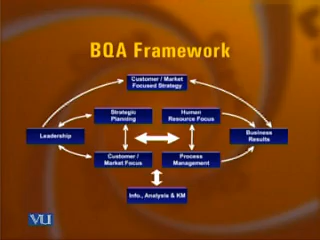 BQA Framework
Customer / Market
Focused Strategy
Strategic
Planning
Human
Resource Focus
Leadership
Business
Results
Customer /
Market Focus
Process
Management
Info., Analysis & KM
VU